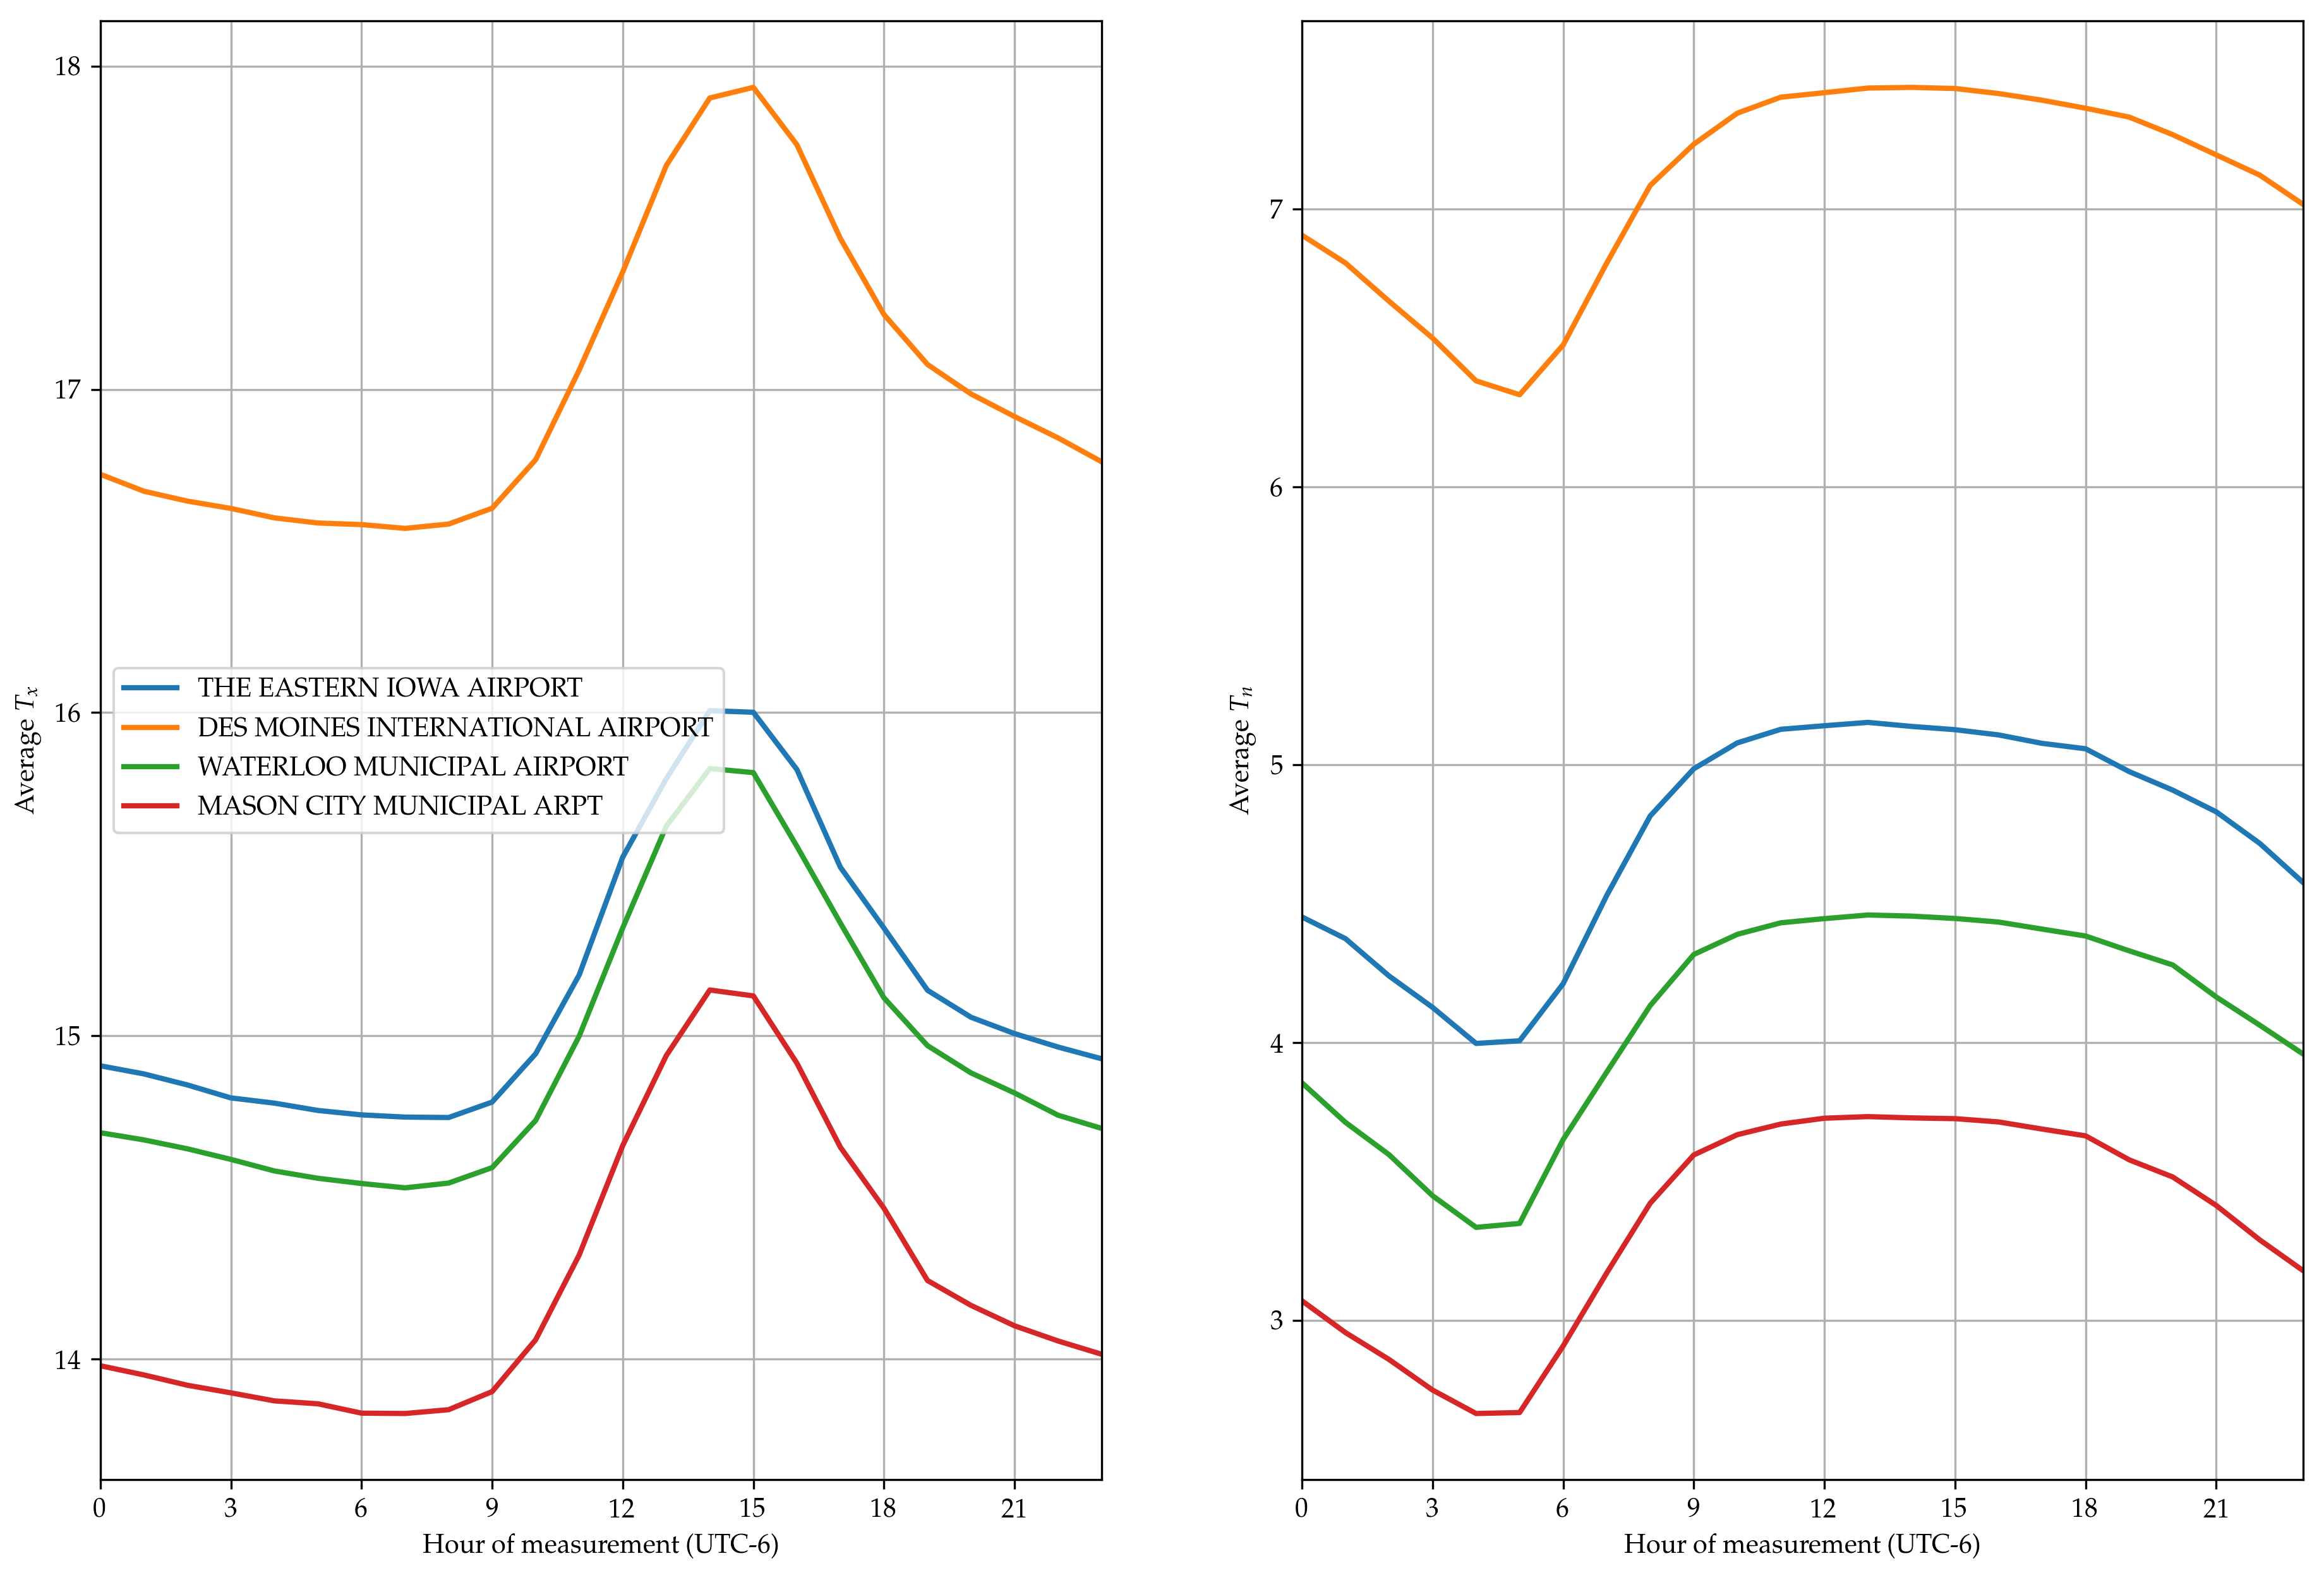 18
17
16
15
14
Average Tx
THE EASTERN IOWA AIRPORT
DES MOINES INTERNATIONAL AIRPORT
WATERLOO MUNICIPAL AIRPORT
MASON CITY MUNICIPAL ARPT
0 3 6 9 12 15 18 21
Hour of measurement (UTC-6)
7
6
5
4
3
Average Tn
0 3 6 9 12 15 18 21
Hour of measurement (UTC-6)